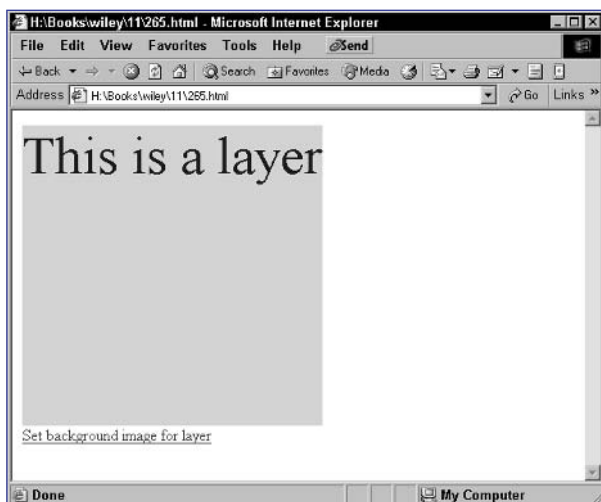 H:\Books\wiley\11\265.html - Microsoft Internet Explorer
File Edit View Favorites Tools Help Send
Back Search Favorites Media
Address H:\Books\wiley\11\265.html Go Links »
This is a layer
Set background image for layer
Done My Computer